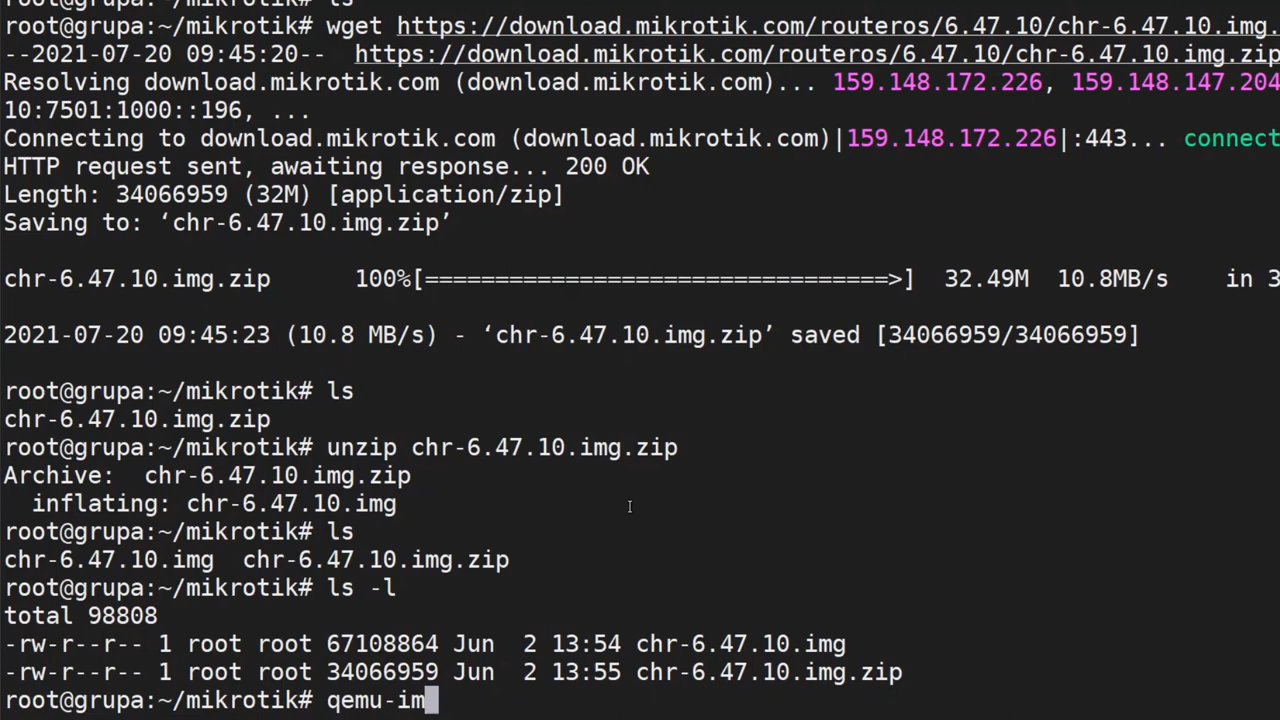 root@grupa:~/mikrotik# ls
root@grupa:~/mikrotik# wget https://download.mikrotik.com/routeros/6.47.10/chr-6.47.10.img.
--2021-07-20 09:45:20--  https://download.mikrotik.com/routeros/6.47.10/chr-6.47.10.img.zip
Resolving download.mikrotik.com (download.mikrotik.com)... 159.148.172.226, 159.148.147.204
10:7501:1000::196, ...
Connecting to download.mikrotik.com (download.mikrotik.com)|159.148.172.226|:443... connect
HTTP request sent, awaiting response... 200 OK
Length: 34066959 (32M) [application/zip]
Saving to: ‘chr-6.47.10.img.zip’
chr-6.47.10.img.zip      100%[=================================>]  32.49M  10.8MB/s    in 3
2021-07-20 09:45:23 (10.8 MB/s) - ‘chr-6.47.10.img.zip’ saved [34066959/34066959]
root@grupa:~/mikrotik# ls
chr-6.47.10.img.zip
root@grupa:~/mikrotik# unzip chr-6.47.10.img.zip
Archive:  chr-6.47.10.img.zip
  inflating: chr-6.47.10.img
root@grupa:~/mikrotik# ls
chr-6.47.10.img  chr-6.47.10.img.zip
root@grupa:~/mikrotik# ls -l
total 98808
-rw-r--r-- 1 root root 67108864 Jun  2 13:54 chr-6.47.10.img
-rw-r--r-- 1 root root 34066959 Jun  2 13:55 chr-6.47.10.img.zip
root@grupa:~/mikrotik# qemu-im